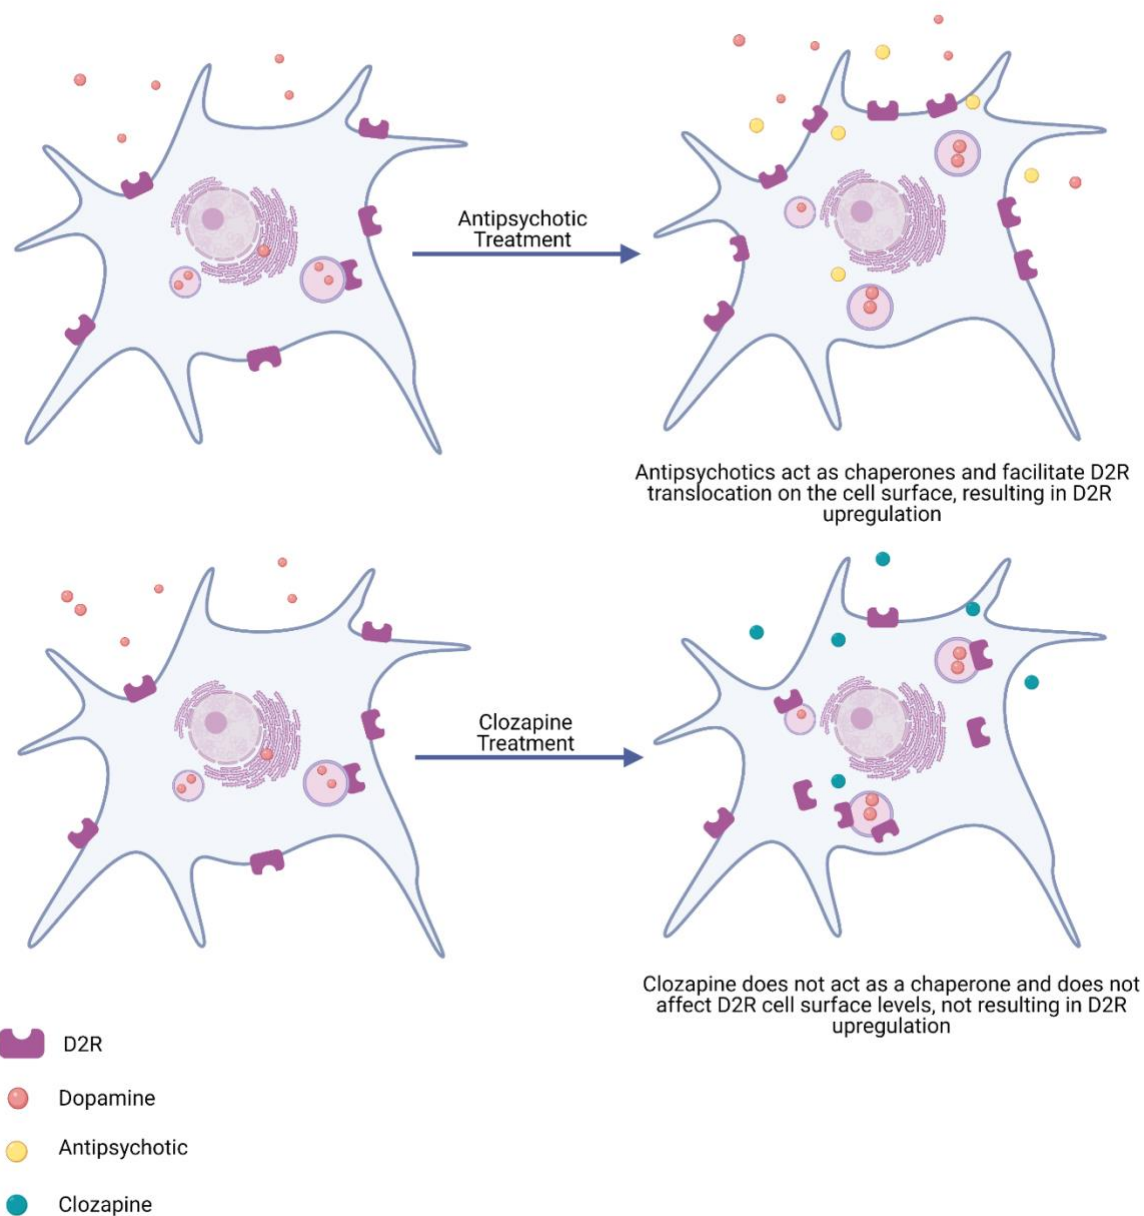 Antipsychotic
Treatment
Antipsychotics act as chaperones and facilitate D2R
translocation on the cell surface, resulting in D2R
upregulation
Clozapine
Treatment
Clozapine does not act as a chaperone and does not
affect D2R cell surface levels, not resulting in D2R
upregulation
D2R
Dopamine
Antipsychotic
Clozapine